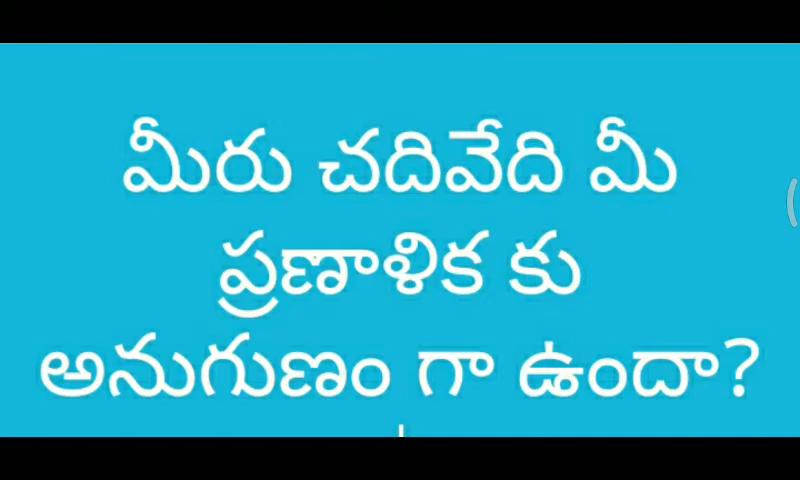 మీరు చదివేది మీ
ప్రణాళిక కు
అనుగుణం గా ఉందా?